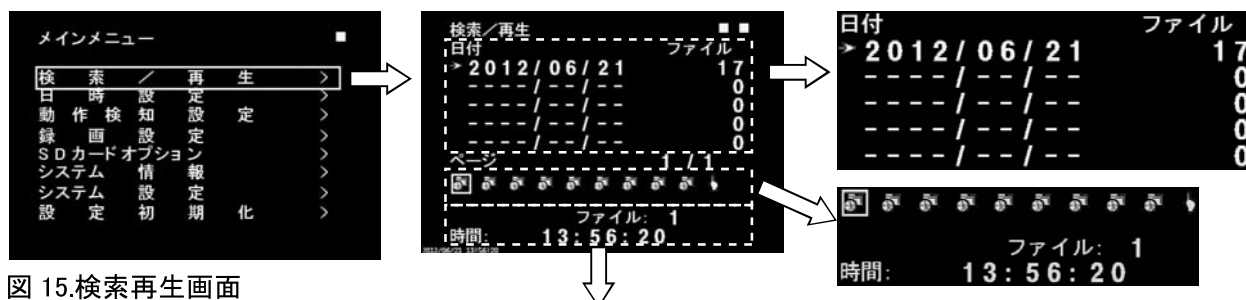 メインメニュー
検索／再生 >
日時設定 >
動作検知設定 >
録画設定 >
SDカードオプション >
システム情報 >
システム設定 >
設定初期化 >
図 15.検索再生画面
検索／再生
日付 ファイル
2012/06/21 17
----/--/-- 0
----/--/-- 0
----/--/-- 0
----/--/-- 0
ページ 1 / 1
ファイル: 1
時間: 13:56:20
日付 ファイル
2012/06/21 17
----/--/-- 0
----/--/-- 0
----/--/-- 0
----/--/-- 0
ファイル: 1
時間: 13:56:20